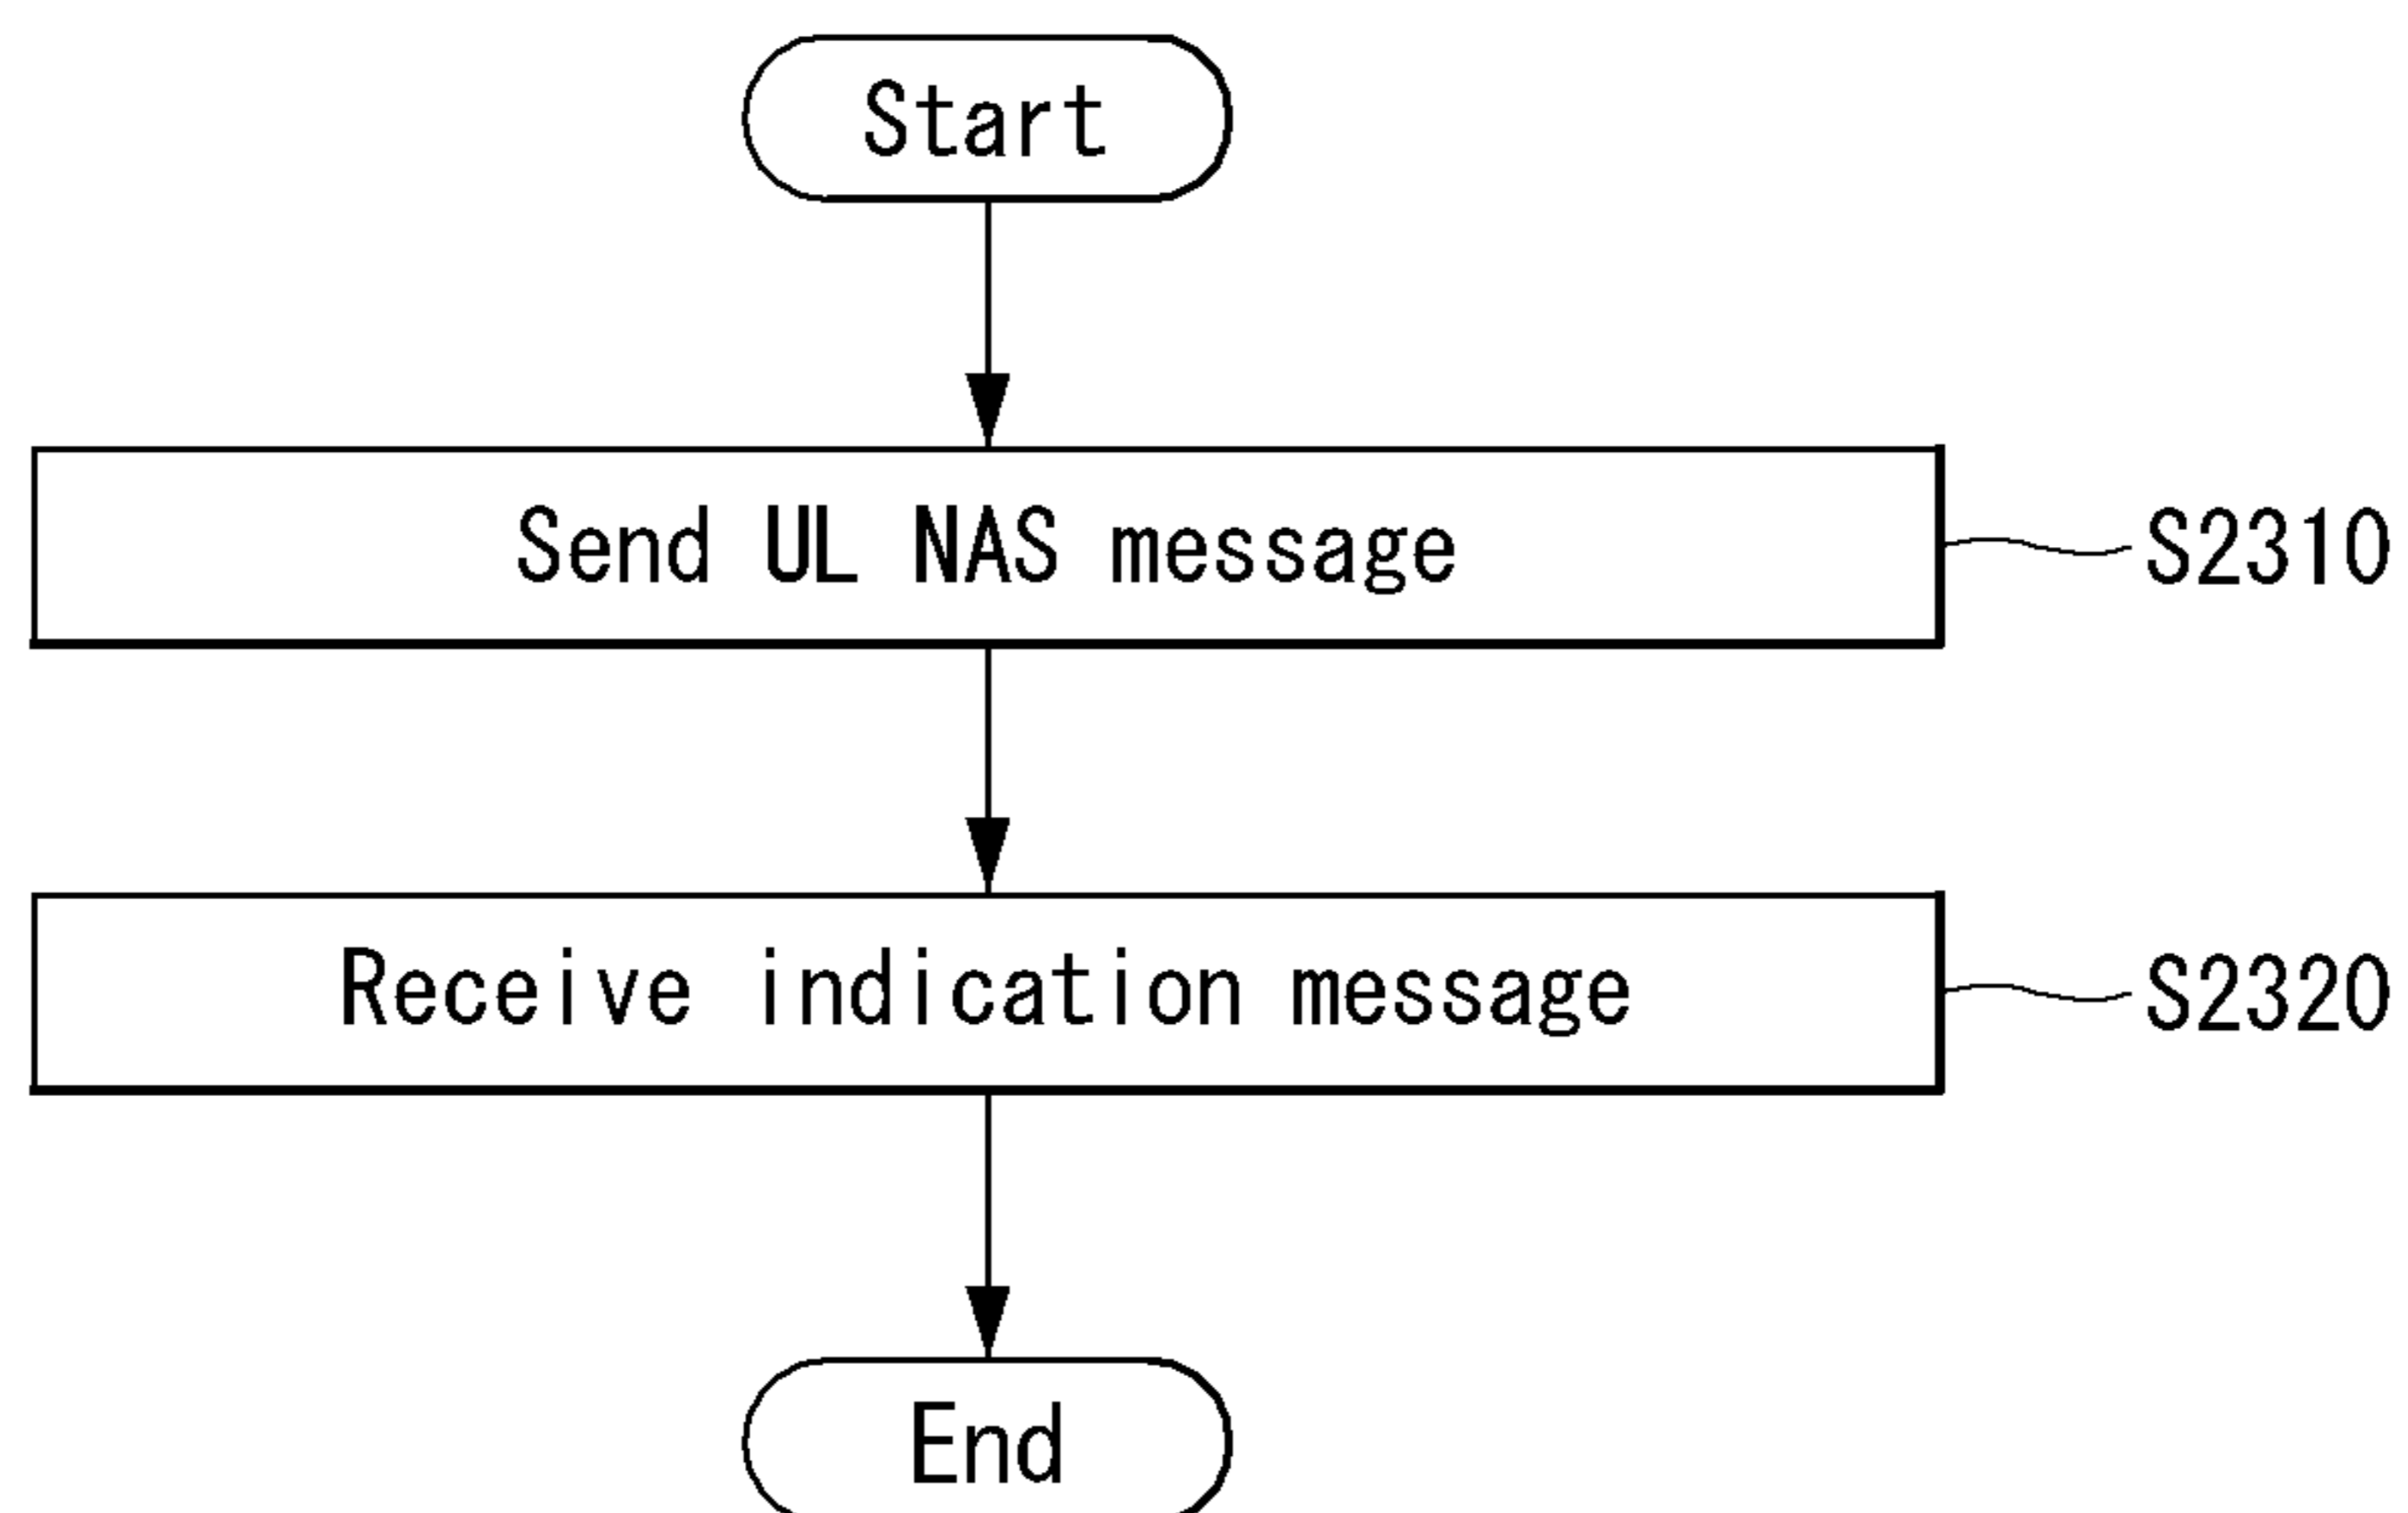 Start
Send UL NAS message
S2310
Receive indication message
S2320
End